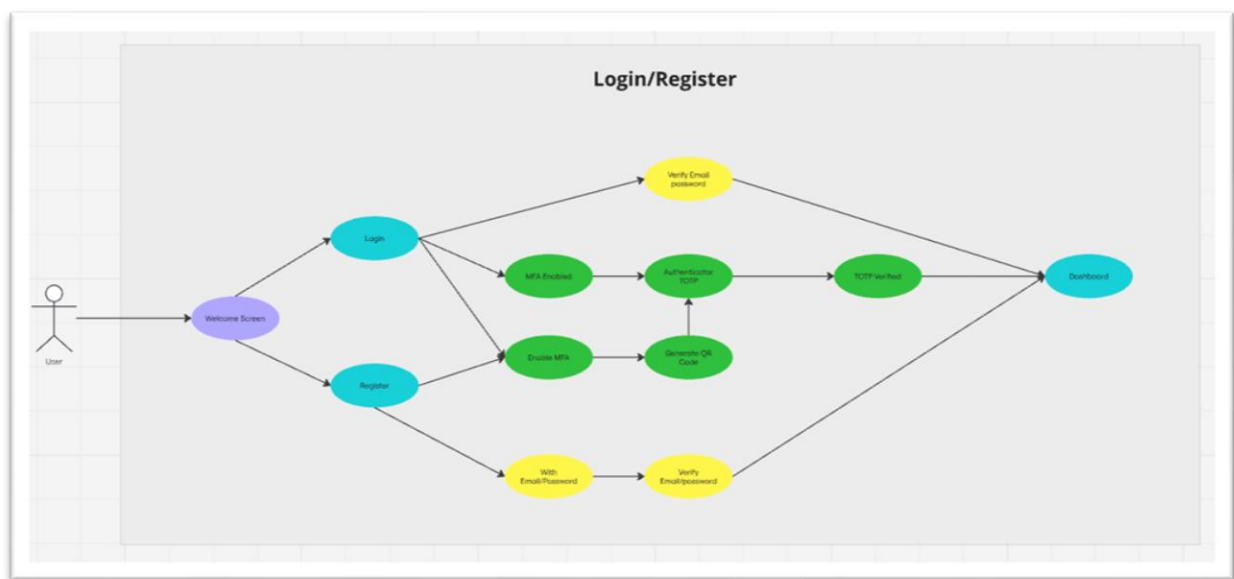 Login/Register
Verify Email
password
Login
MFA Enabled
Authenticator
TOTP
TOTP Verified
Dashboard
Welcome Screen
User
Enable MFA
Generate QR
Code
Register
With
Email/Password
Verify
Email/password